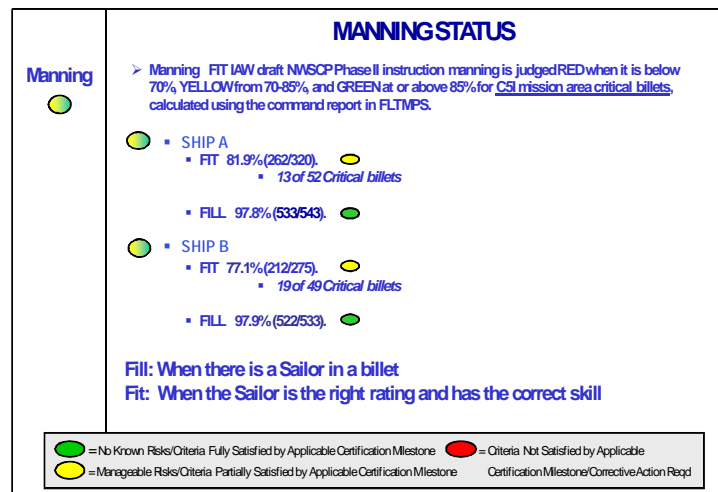 MANNING STATUS
Manning
➢ Manning FIT IAW draft NWSCP Phase II instruction manning is judged RED when it is below
70%, YELLOW from 70-85%, and GREEN at or above 85% for C5I mission area critical billets,
calculated using the command report in FLTMPS.
▪ SHIP A
▪ FIT 81.9% (262/320).
▪ 13 of 52 Critical billets
▪ FILL 97.8% (533/543).
▪ SHIP B
▪ FIT 77.1% (212/275).
▪ 19 of 49 Critical billets
▪ FILL 97.9% (522/533).
Fill: When there is a Sailor in a billet
Fit: When the Sailor is the right rating and has the correct skill
= No Known Risks/Criteria Fully Satisfied by Applicable Certification Milestone
= Manageable Risks/Criteria Partially Satisfied by Applicable Certification Milestone
= Criteria Not Satisfied by Applicable
Certification Milestone/Corrective Action Reqd